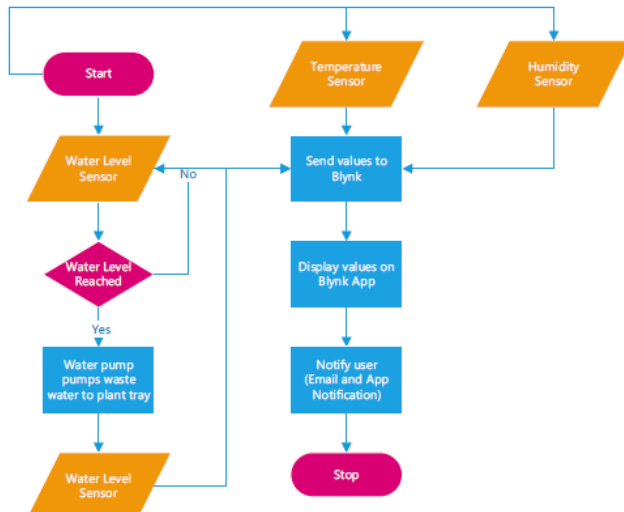 Start
Temperature
Sensor
Humidity
Sensor
Water Level
Sensor
No
Send values to
Blynk
Water Level
Reached
Display values on
Blynk App
Yes
Water pump
pumps waste
water to plant tray
Notify user
(Email and App
Notification)
Water Level
Sensor
Stop